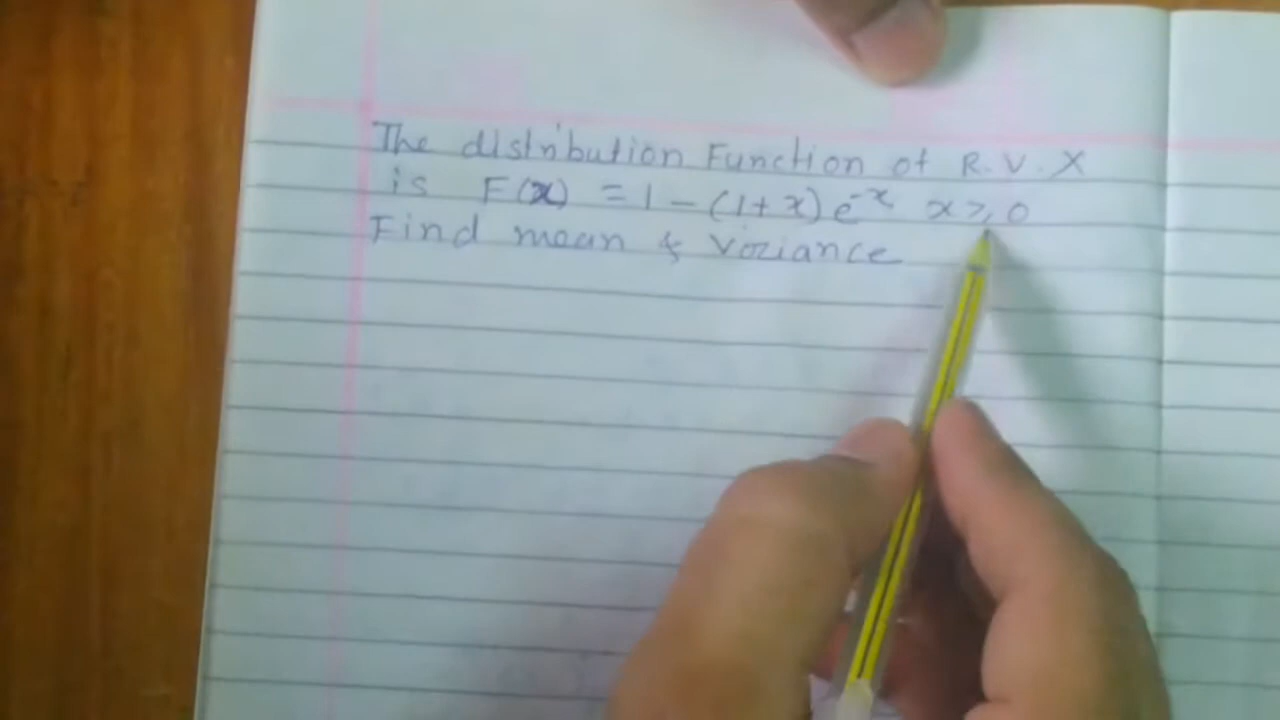 The distribution Function of R.V.X
is F(x) = 1 - (1+x) e⁻ˣ x ≥ 0
Find mean & Variance